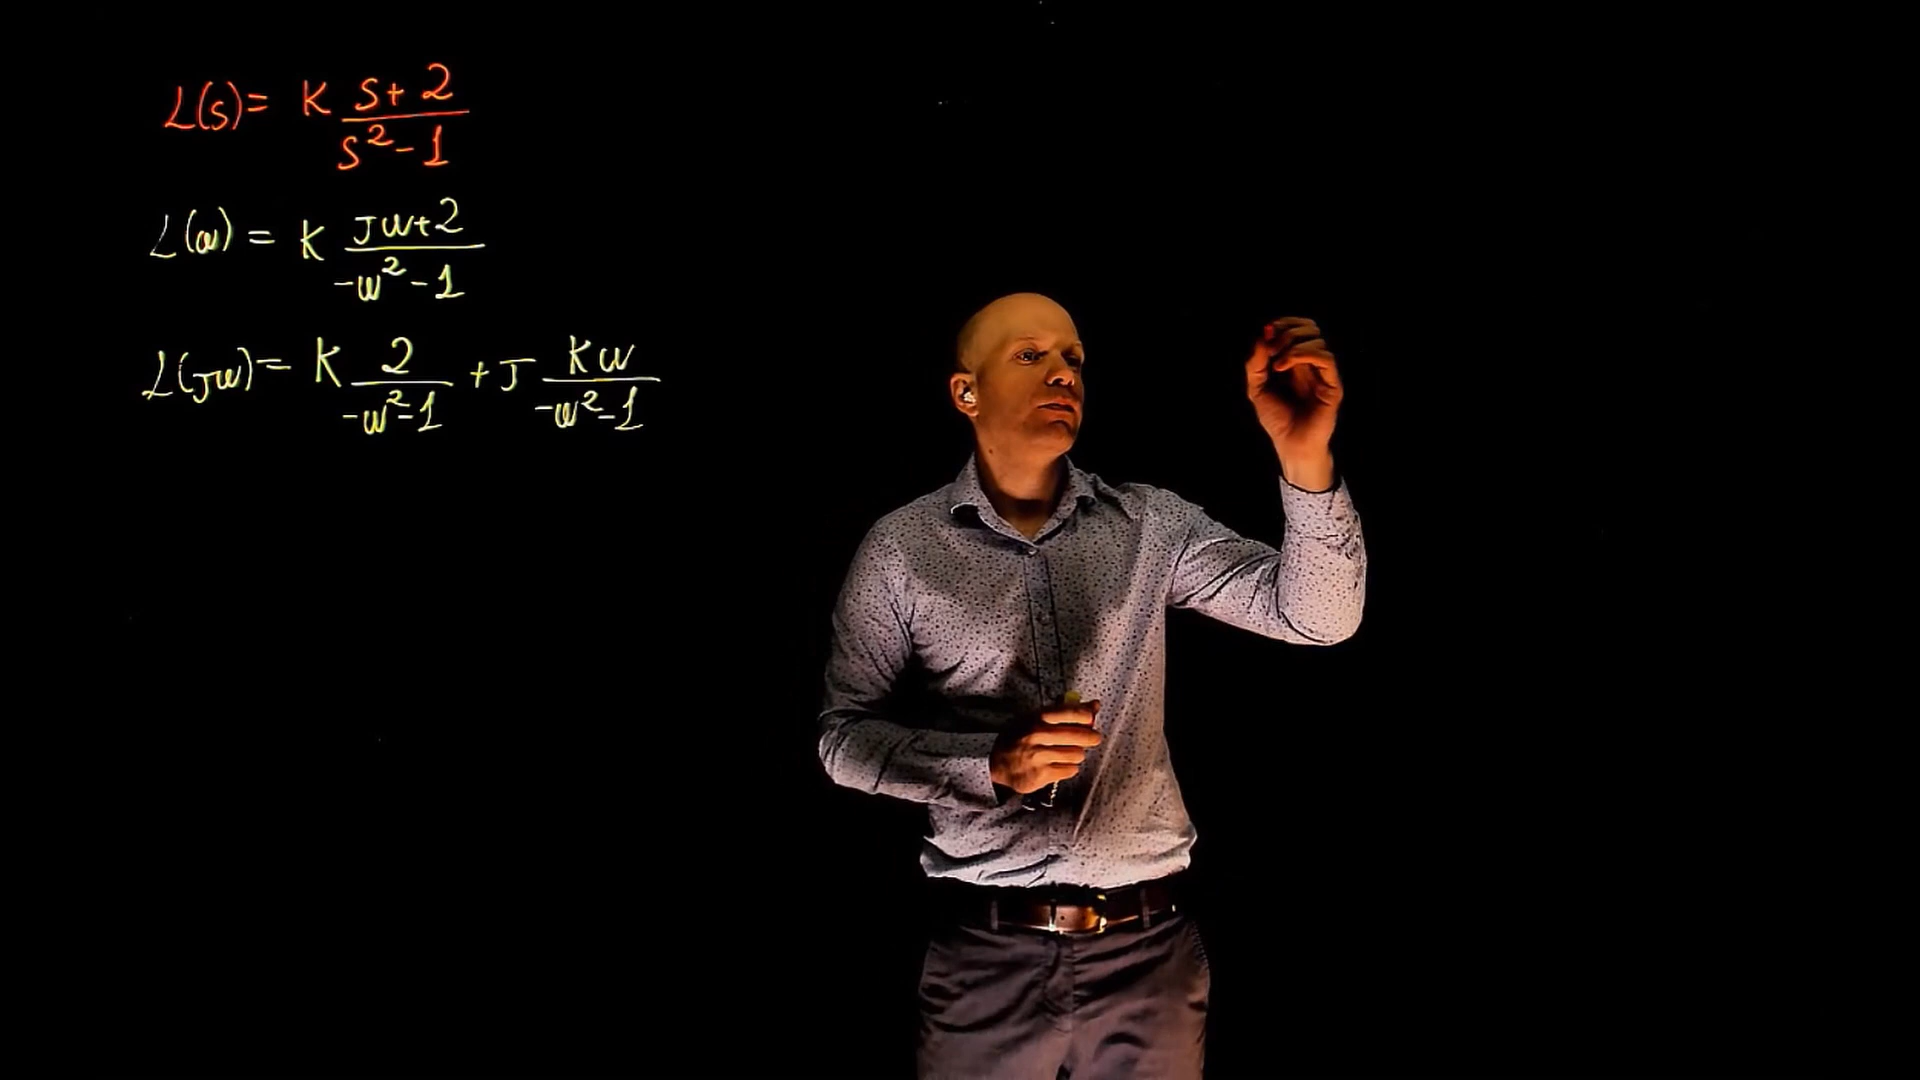 L(s) = K (s+2)/(s²-1)
L(ω) = K (Jω+2)/(-ω²-1)
L(Jω) = K 2/(-ω²-1) + J Kω/(-ω²-1)